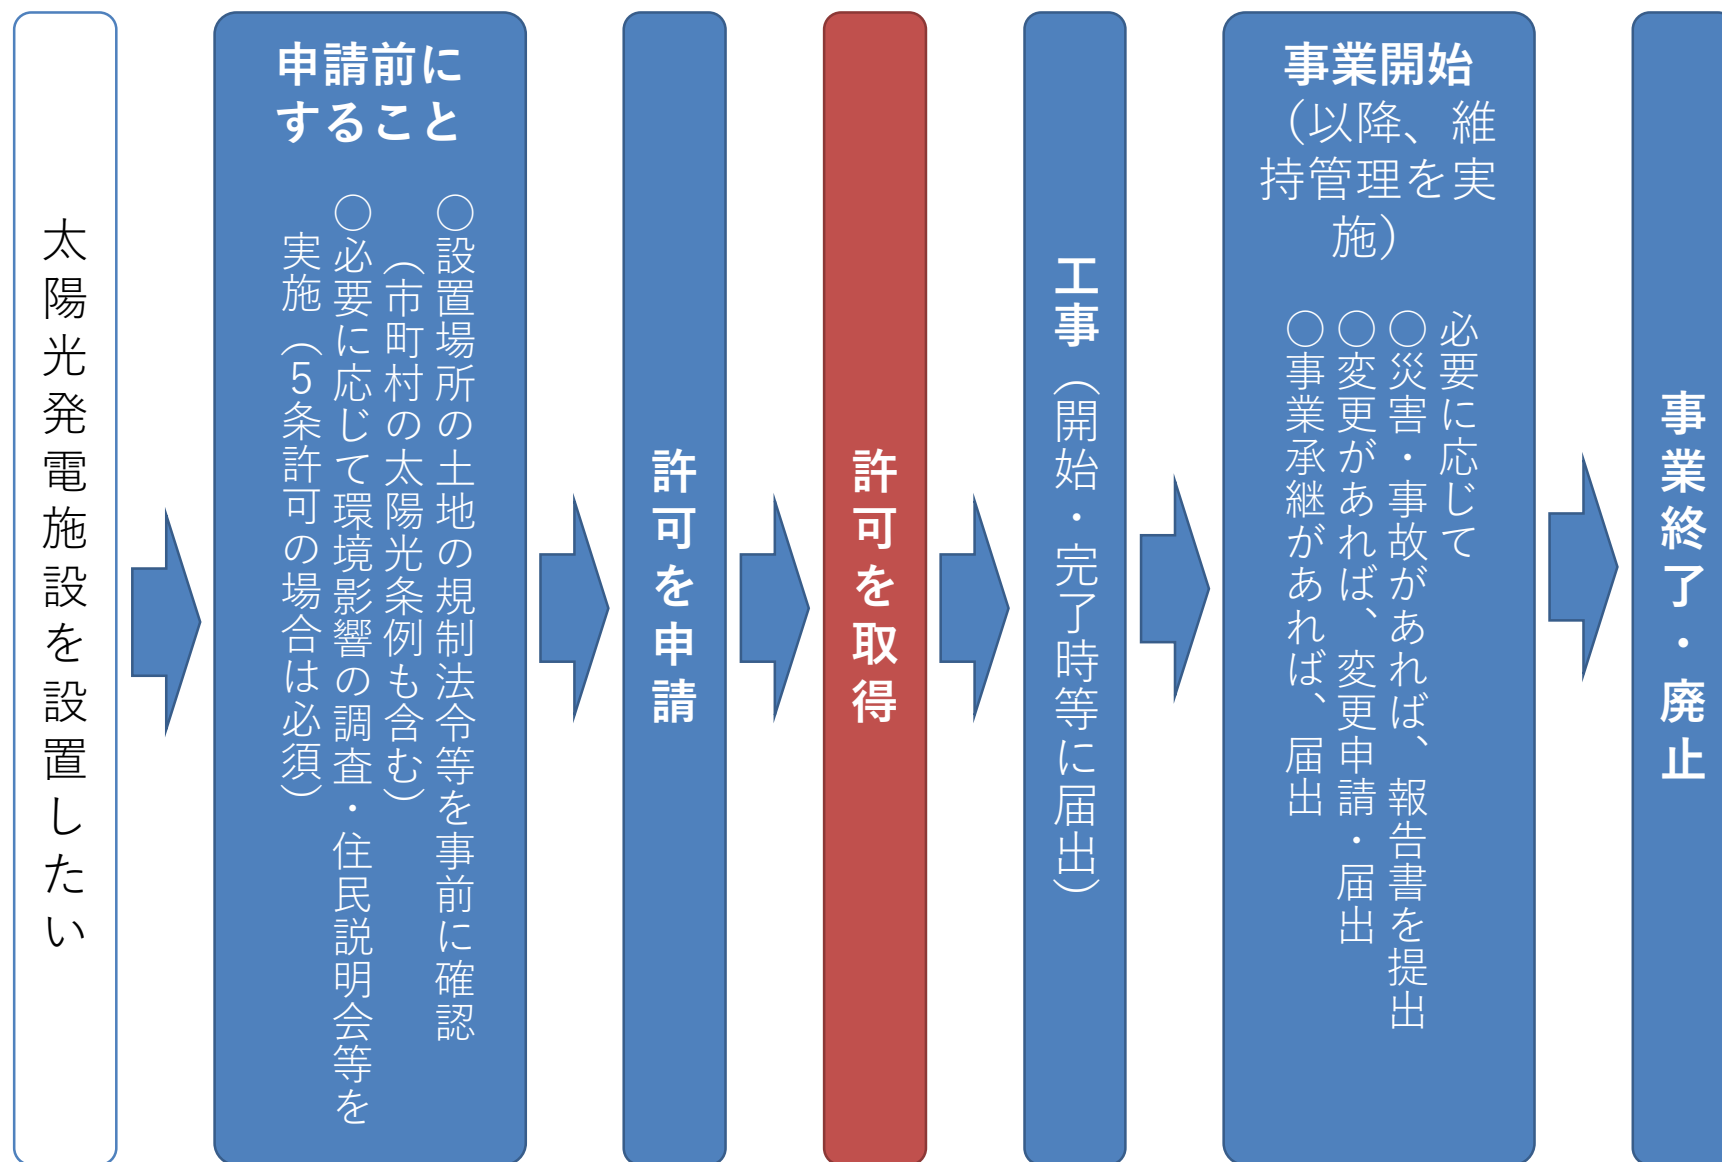 太陽光発電施設を設置したい
申請前に
すること
○設置場所の土地の規制法令等を事前に確認
（市町村の太陽光条例も含む）
○必要に応じて環境影響の調査・住民説明会等を
実施（５条許可の場合は必須）
許可を申請
許可を取得
工事（開始・完了時等に届出）
事業開始
（以降、維
持管理を実
施）
必要に応じて
○災害・事故があれば、報告書を提出
○変更があれば、変更申請・届出
○事業承継があれば、届出
事業終了・廃止